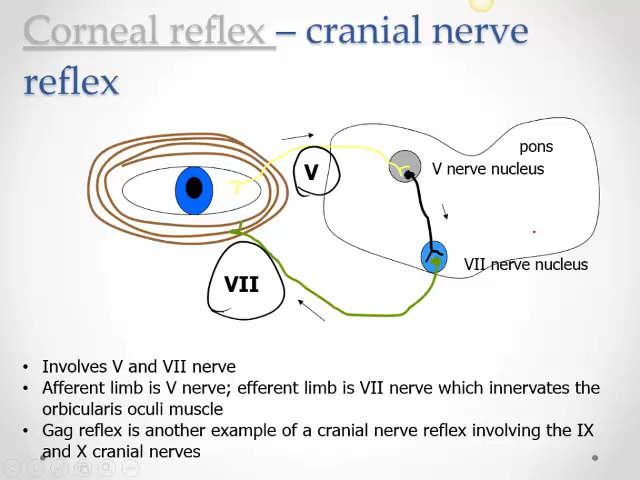 Corneal reflex – cranial nerve
reflex
pons
V
V nerve nucleus
VII nerve nucleus
VII
• Involves V and VII nerve
• Afferent limb is V nerve; efferent limb is VII nerve which innervates the
orbicularis oculi muscle
• Gag reflex is another example of a cranial nerve reflex involving the IX
and X cranial nerves